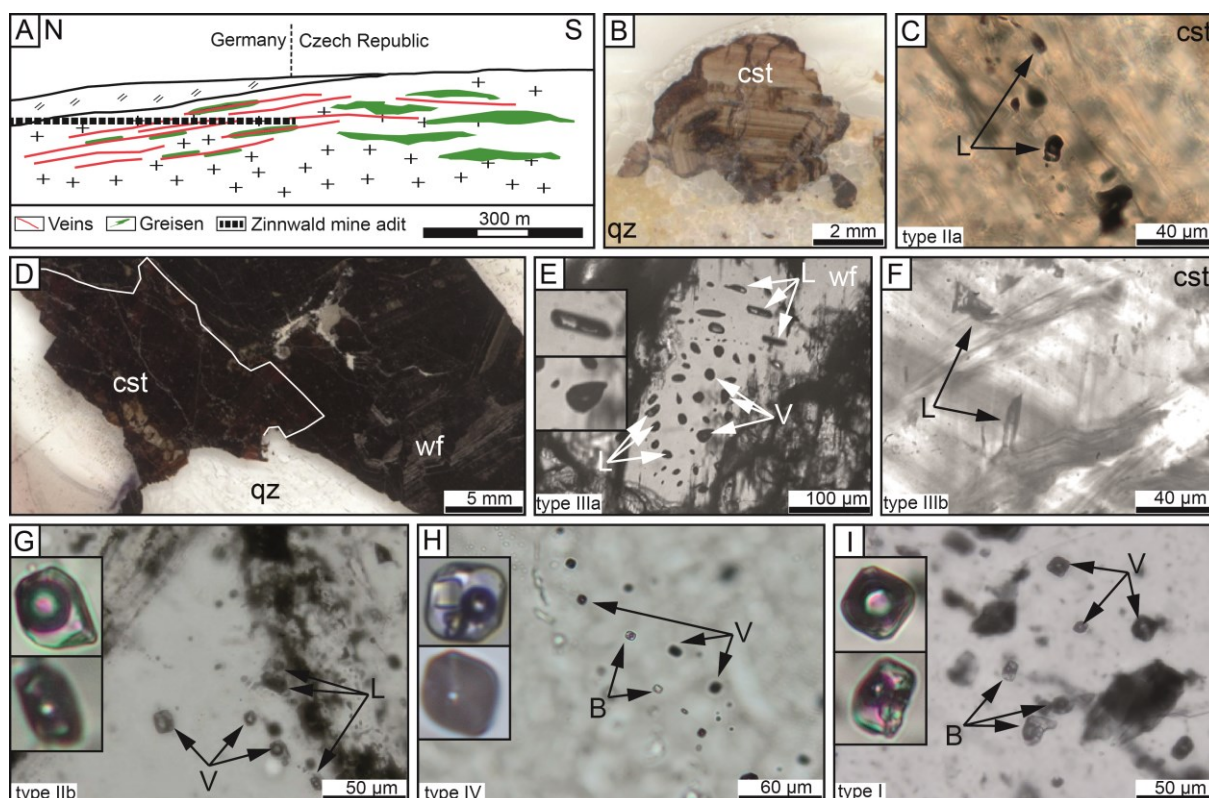 A N Germany Czech Republic S
Veins Greisen Zinnwald mine adit 300 m
B
cst
qz
2 mm
C
cst
L
type IIa
40 µm
D
cst
wf
qz
5 mm
E
L
wf
V
L
type IIIa
100 µm
F
cst
L
type IIIb
40 µm
G
L
V
type IIb
50 µm
H
V
B
type IV
60 µm
I
V
B
type I
50 µm